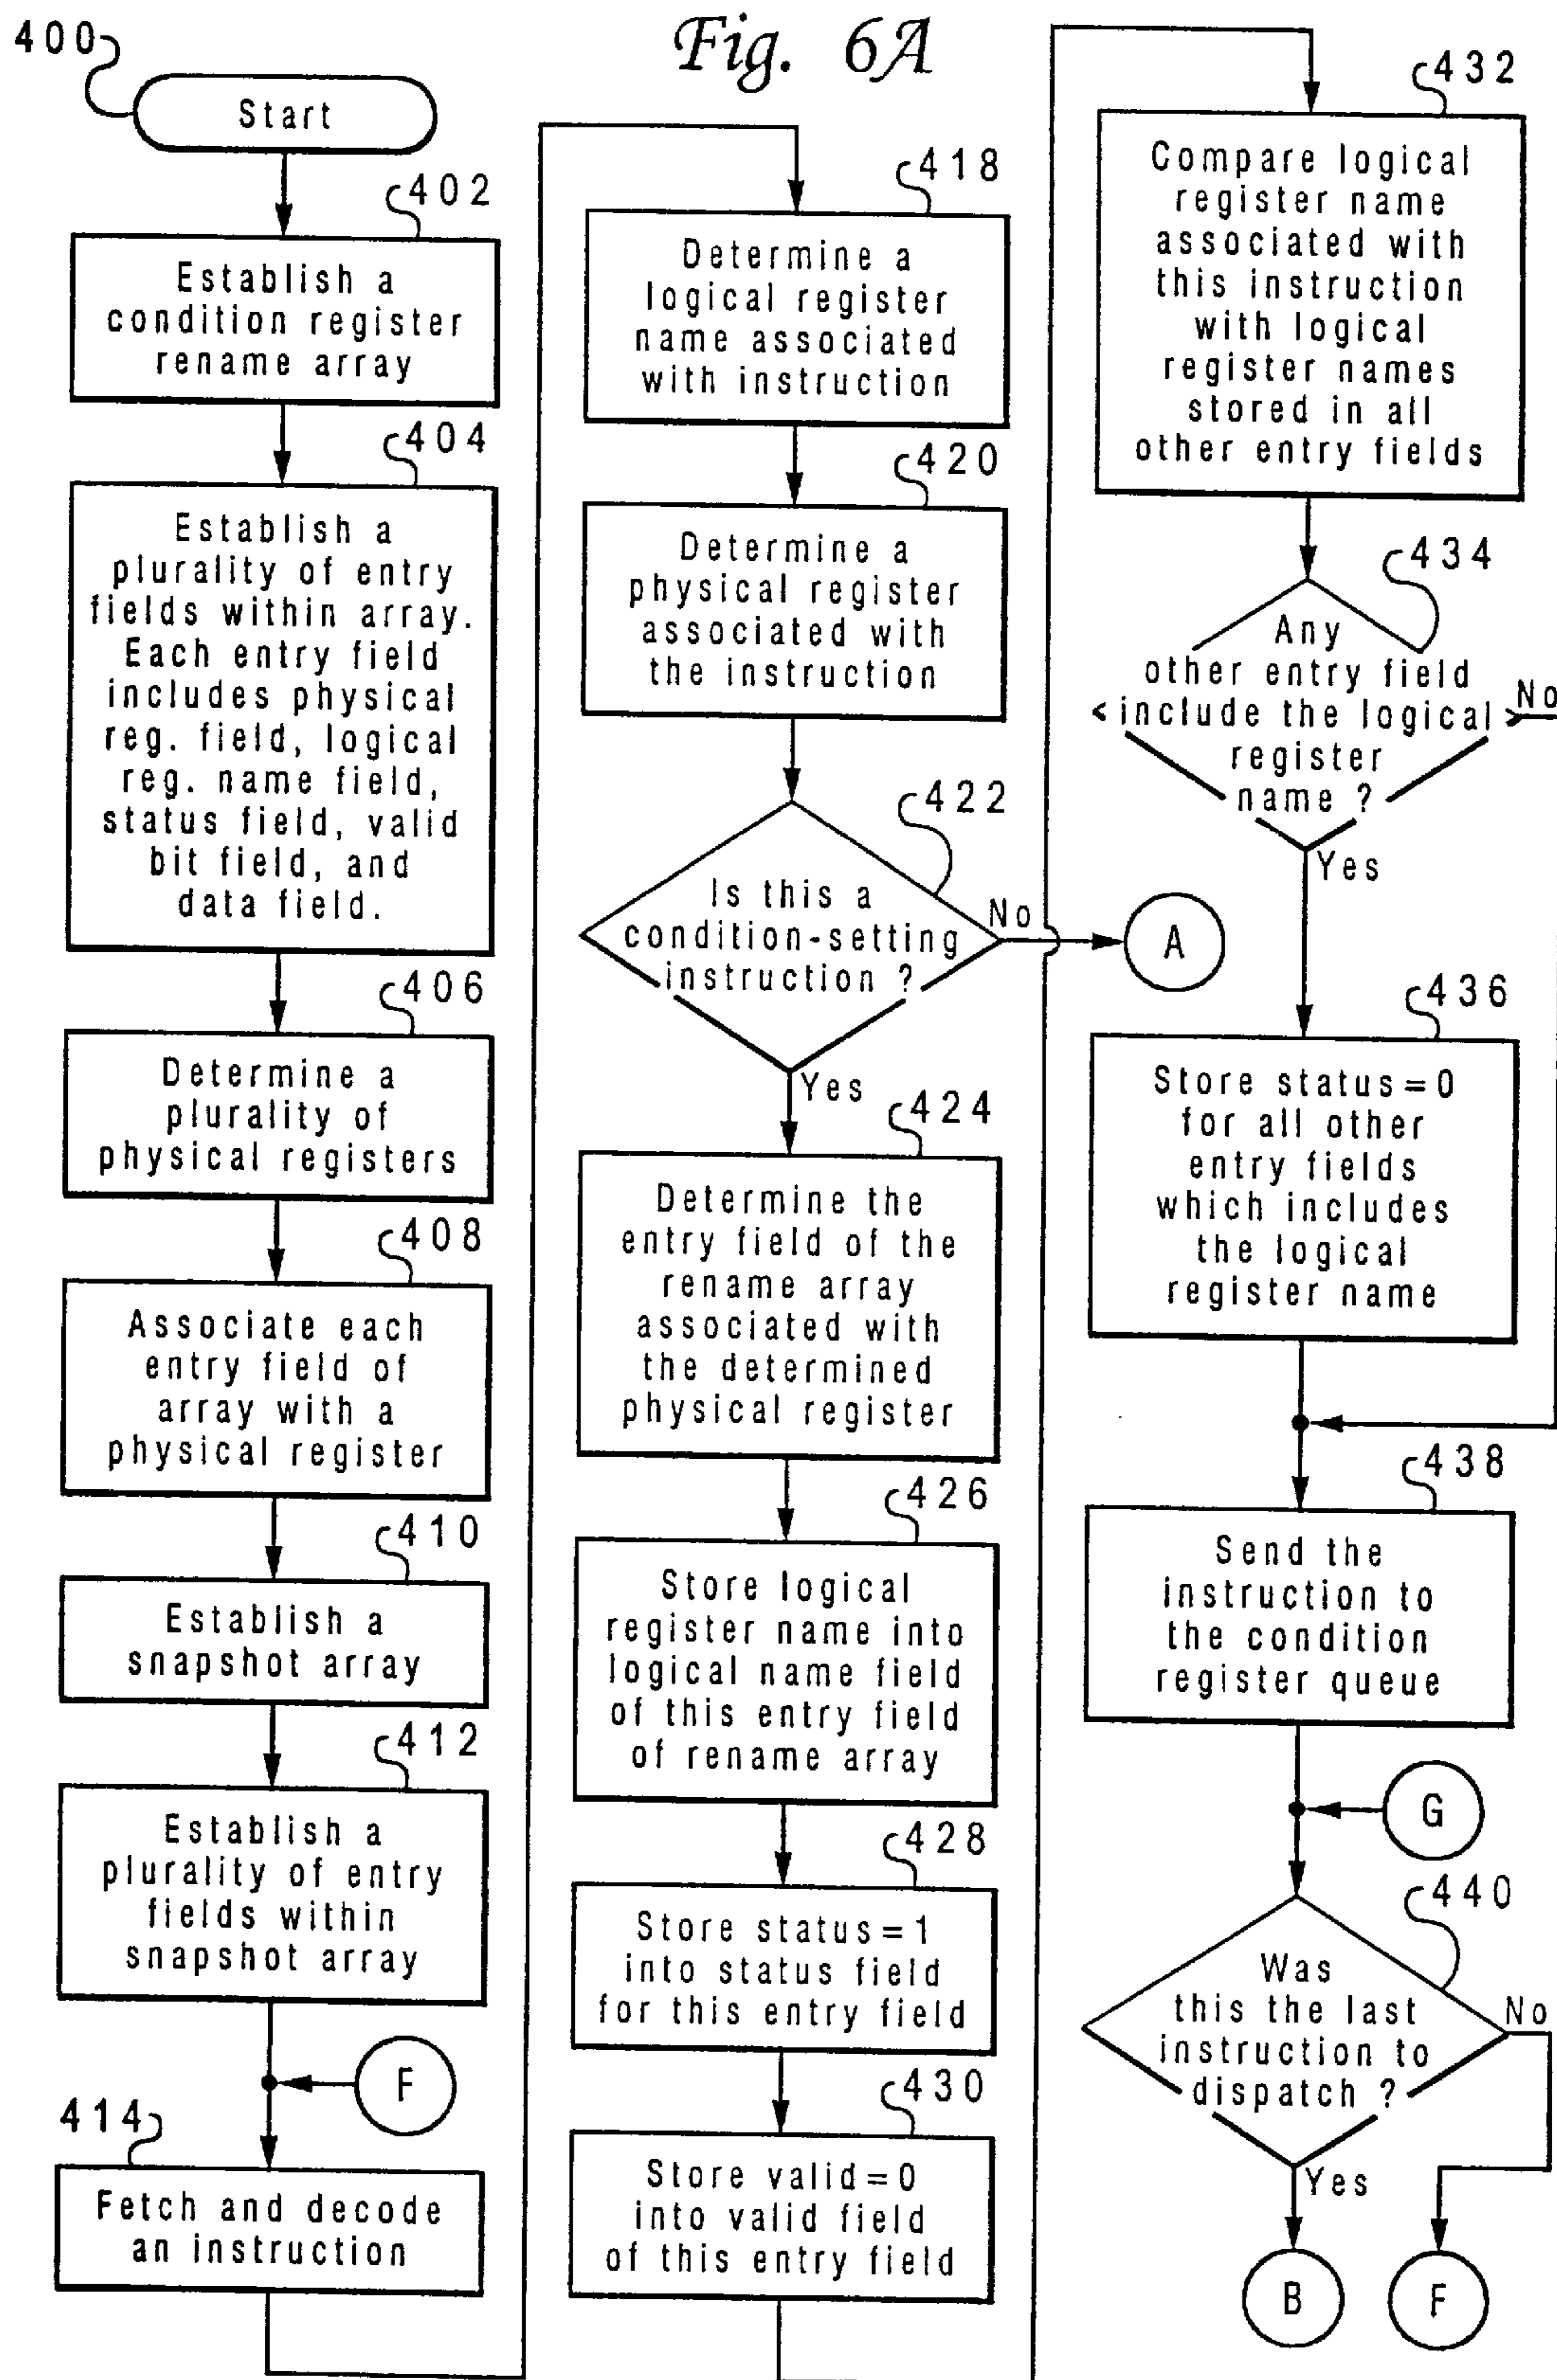 Fig. 6A
400
Start
402
Establish a
condition register
rename array
404
Establish a
plurality of entry
fields within array.
Each entry field
includes physical
reg. field, logical
reg. name field,
status field, valid
bit field, and
data field.
406
Determine a
plurality of
physical registers
408
Associate each
entry field of
array with a
physical register
410
Establish a
snapshot array
412
Establish a
plurality of entry
fields within
snapshot array
F
414
Fetch and decode
an instruction
418
Determine a
logical register
name associated
with instruction
420
Determine a
physical register
associated with
the instruction
422
Is this a
condition-setting
instruction ?
No
A
Yes
424
Determine the
entry field of the
rename array
associated with
the determined
physical register
426
Store logical
register name into
logical name field
of this entry field
of rename array
428
Store status=1
into status field
for this entry field
430
Store valid=0
into valid field
of this entry field
432
Compare logical
register name
associated with
this instruction
with logical
register names
stored in all
other entry fields
434
Any
other entry field
include the logical
register
name ?
No
Yes
436
Store status=0
for all other
entry fields
which includes
the logical
register name
438
Send the
instruction to
the condition
register queue
G
440
Was
this the last
instruction to
dispatch ?
No
Yes
B
F